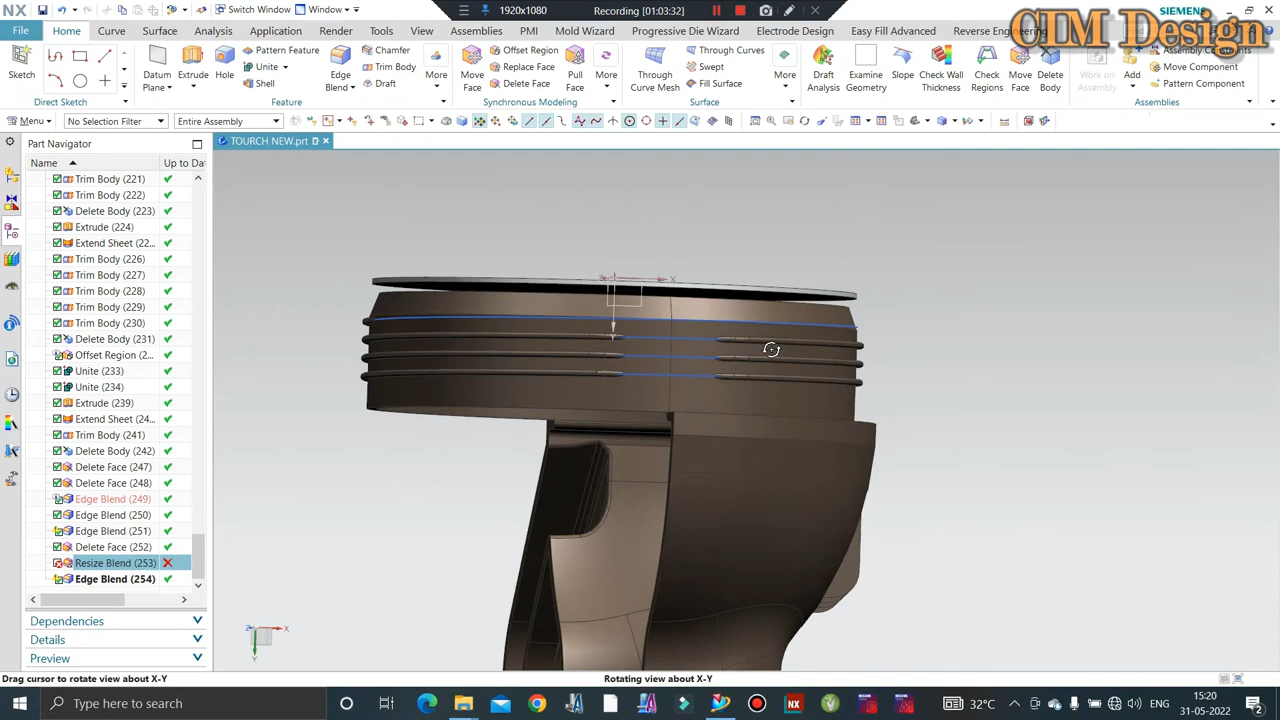 NX
Switch Window
Window
1920x1080
Recording [01:03:32]
SIEMENS
CIM Design
File
Home
Curve
Surface
Analysis
Application
Render
Tools
View
Assemblies
PMI
Mold Wizard
Progressive Die Wizard
Electrode Design
Easy Fill Advanced
Reverse Engineering
Sketch
Direct Sketch
Datum Plane
Extrude
Hole
Pattern Feature
Unite
Shell
Edge Blend
Chamfer
Trim Body
Draft
More
Feature
Move Face
Offset Region
Replace Face
Delete Face
Pull Face
More
Synchronous Modeling
Through Curve Mesh
Through Curves
Swept
Fill Surface
More
Surface
Draft Analysis
Examine Geometry
Slope
Check Wall Thickness
Check Regions
Move Face
Delete Body
Work on Assembly
Add
Assembly Constraints
Move Component
Pattern Component
Assemblies
Menu
No Selection Filter
Entire Assembly
Part Navigator
TOURCH NEW.prt
Name
Up to Da
Trim Body (221)
Trim Body (222)
Delete Body (223)
Extrude (224)
Extend Sheet (22...
Trim Body (226)
Trim Body (227)
Trim Body (228)
Trim Body (229)
Trim Body (230)
Delete Body (231)
Offset Region (2...
Unite (233)
Unite (234)
Extrude (239)
Extend Sheet (24...
Trim Body (241)
Delete Body (242)
Delete Face (247)
Delete Face (248)
Edge Blend (249)
Edge Blend (250)
Edge Blend (251)
Delete Face (252)
Resize Blend (253)
Edge Blend (254)
Dependencies
Details
Preview
X
X
Z
Y
Drag cursor to rotate view about X-Y
Rotating view about X-Y
Type here to search
32°C
ENG
15:20
31-05-2022